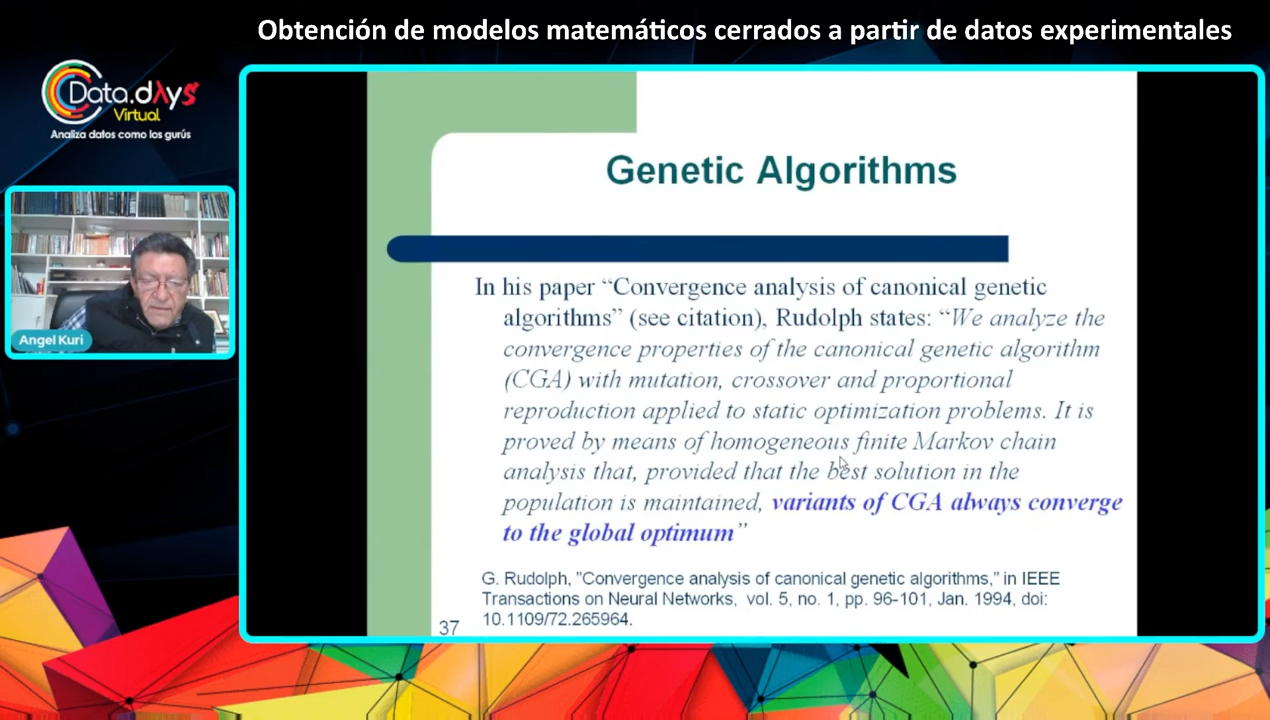 Obtención de modelos matemáticos cerrados a partir de datos experimentales
Data.dAys
Virtual
Analiza datos como los gurús
Angel Kuri
Genetic Algorithms
In his paper “Convergence analysis of canonical genetic
algorithms” (see citation), Rudolph states: “We analyze the
convergence properties of the canonical genetic algorithm
(CGA) with mutation, crossover and proportional
reproduction applied to static optimization problems. It is
proved by means of homogeneous finite Markov chain
analysis that, provided that the best solution in the
population is maintained, variants of CGA always converge
to the global optimum”
G. Rudolph, "Convergence analysis of canonical genetic algorithms," in IEEE
Transactions on Neural Networks, vol. 5, no. 1, pp. 96-101, Jan. 1994, doi:
10.1109/72.265964.
37